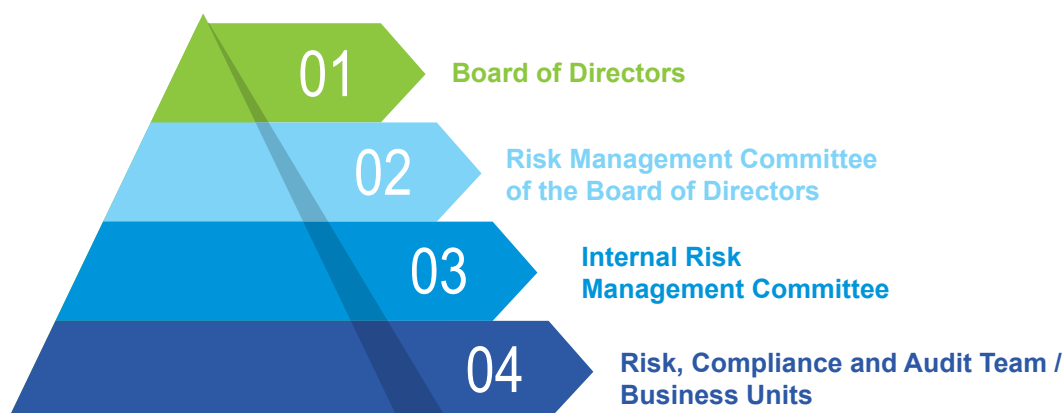 01
Board of Directors
02
Risk Management Committee
of the Board of Directors
03
Internal Risk
Management Committee
04
Risk, Compliance and Audit Team /
Business Units